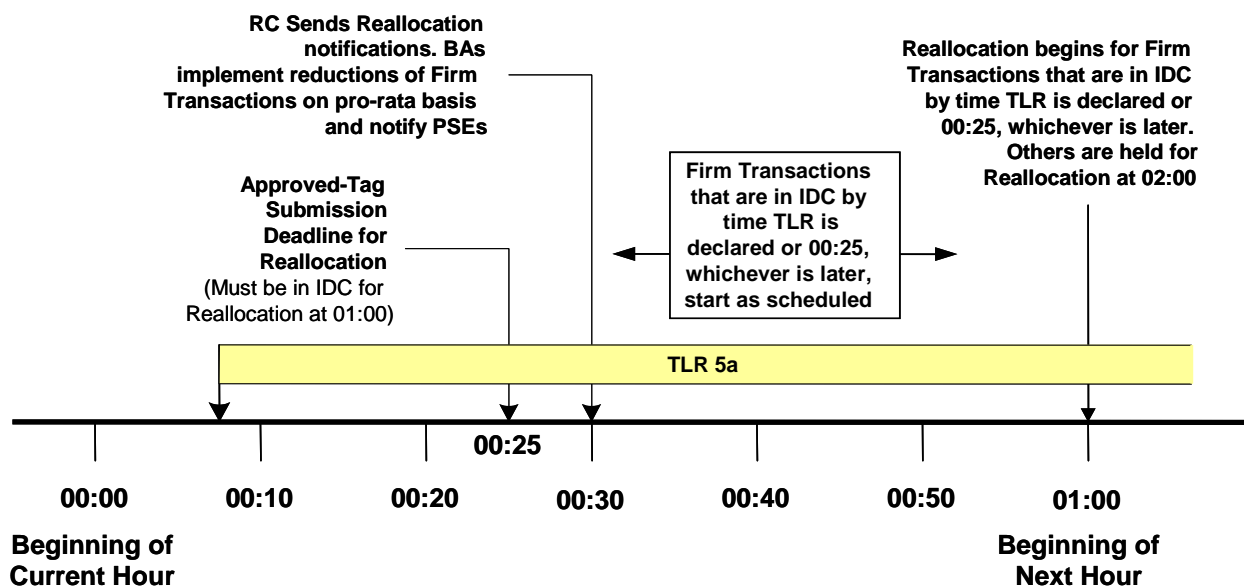 RC Sends Reallocation
notifications. BAs
implement reductions of Firm
Transactions on pro-rata basis
and notify PSEs
Reallocation begins for Firm
Transactions that are in IDC
by time TLR is declared or
00:25, whichever is later.
Others are held for
Reallocation at 02:00
Approved-Tag
Submission
Deadline for
Reallocation
(Must be in IDC for
Reallocation at 01:00)
Firm Transactions
that are in IDC by
time TLR is
declared or 00:25,
whichever is later,
start as scheduled
TLR 5a
00:25
00:00
00:10
00:20
00:30
00:40
00:50
01:00
Beginning of
Current Hour
Beginning of
Next Hour